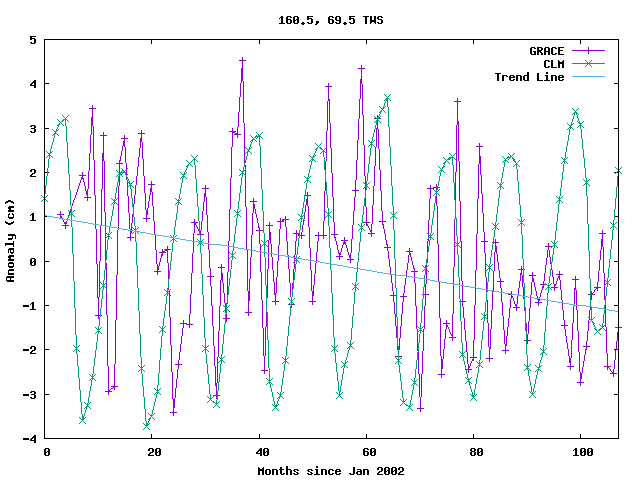 160.5, 69.5 TWS
GRACE
CLM
Trend Line
5
4
3
2
1
0
-1
-2
-3
-4
Anomaly (cm)
0 20 40 60 80 100
Months since Jan 2002